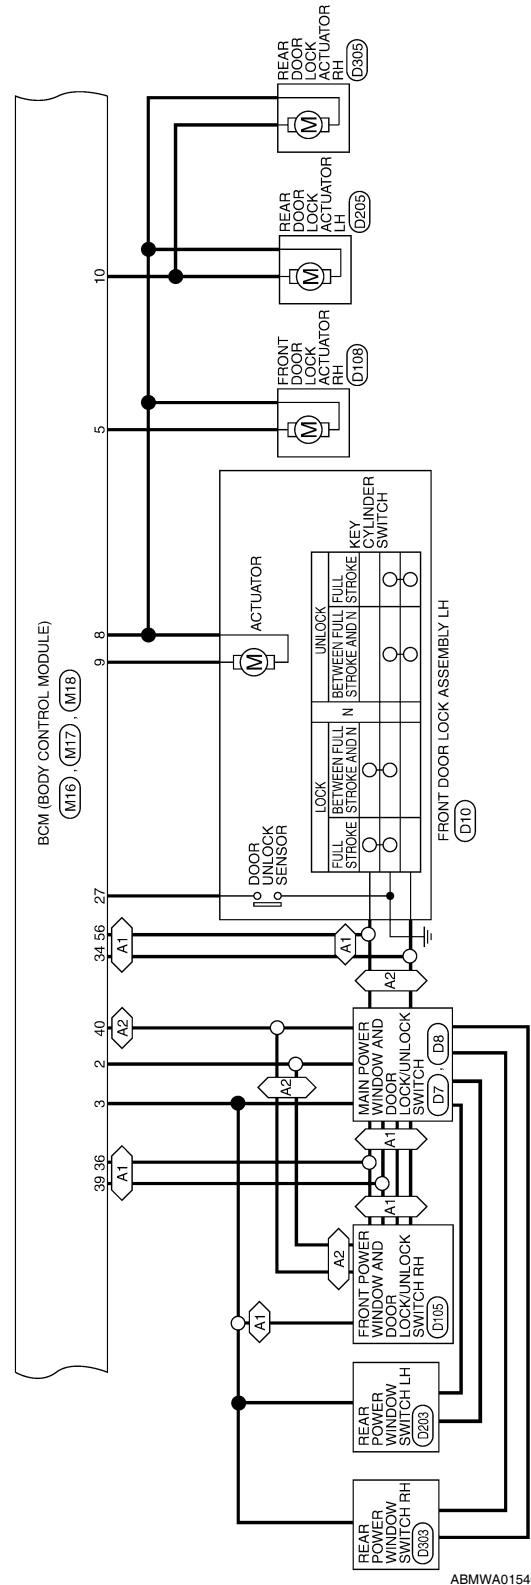 REAR
DOOR
LOCK
ACTUATOR
RH
D305
M
REAR
DOOR
LOCK
ACTUATOR
LH
D205
M
10
FRONT
DOOR
LOCK
ACTUATOR
RH
D108
M
5
BCM (BODY CONTROL MODULE)
M16 , M17 , M18
8
9
ACTUATOR
M
KEY
CYLINDER
SWITCH
UNLOCK
FULL
STROKE
BETWEEN FULL
STROKE AND N
N
LOCK
BETWEEN FULL
STROKE AND N
FULL
STROKE
FRONT DOOR LOCK ASSEMBLY LH
D10
DOOR
UNLOCK
SENSOR
27
34 56
A1
A1
A2
40
A2
2
3
A2
MAIN POWER
WINDOW AND
DOOR
LOCK/UNLOCK
SWITCH
D7 , D8
39 36
A1
A1
A1
A2
FRONT POWER
WINDOW AND
DOOR
LOCK/UNLOCK
SWITCH RH
D105
A1
REAR
POWER
WINDOW
SWITCH LH
D203
REAR
POWER
WINDOW
SWITCH RH
D303
ABMWA0154